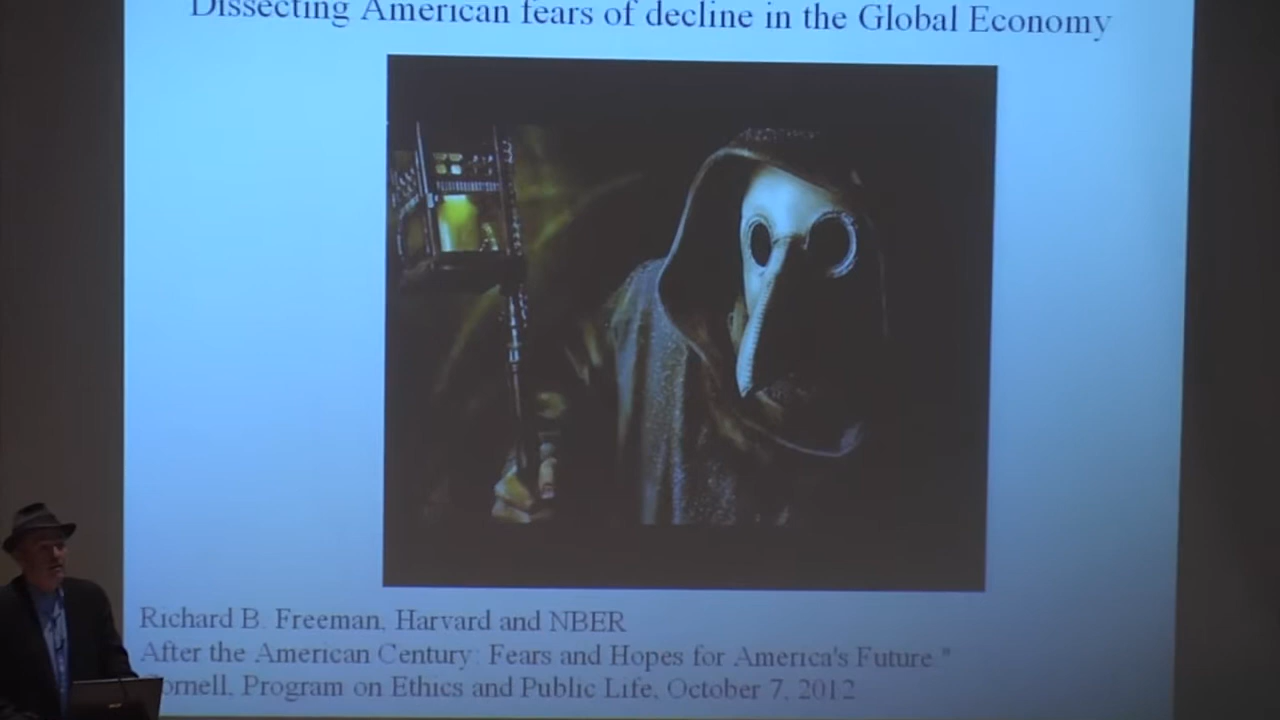 Dissecting American fears of decline in the Global Economy
Richard B. Freeman, Harvard and NBER
After the American Century: Fears and Hopes for America's Future."
Cornell, Program on Ethics and Public Life, October 7, 2012